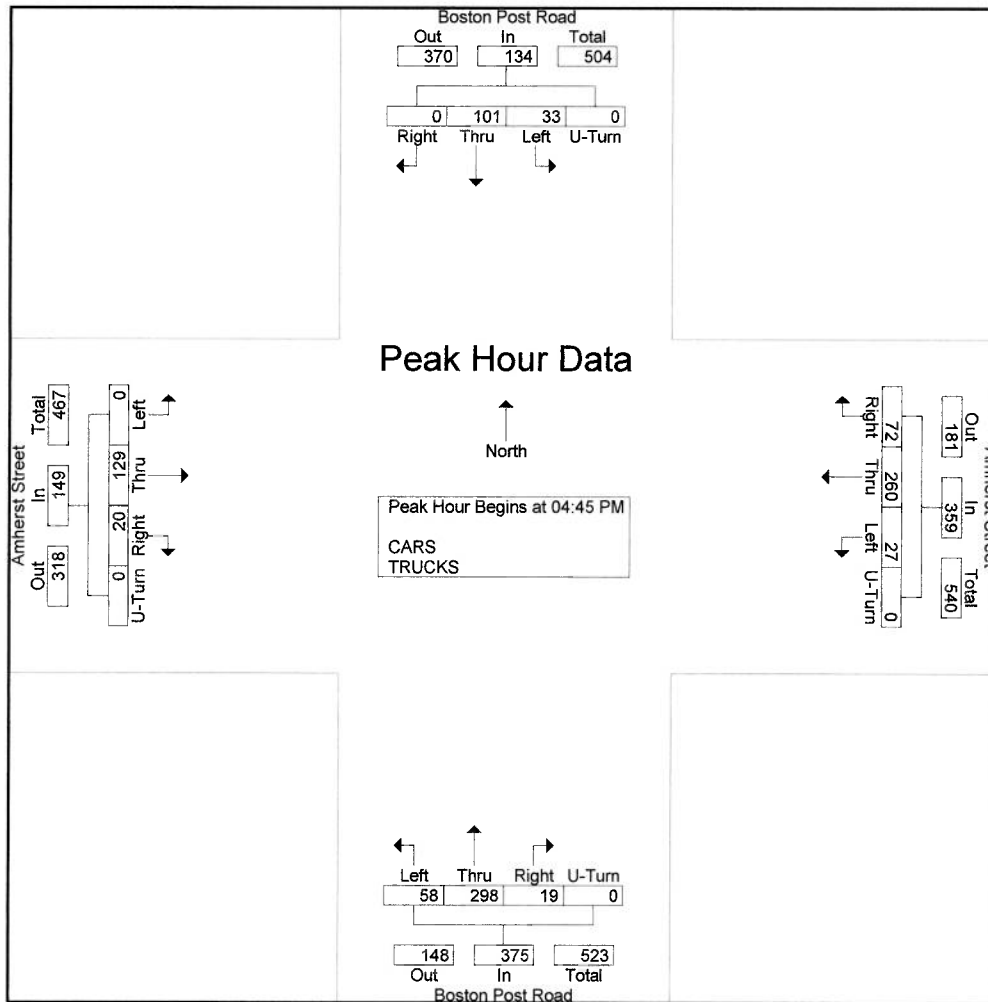 Boston Post Road
Out In Total
370 134 504
0 101 33 0
Right Thru Left U-Turn
Peak Hour Data
North
Peak Hour Begins at 04:45 PM
CARS
TRUCKS
Amherst Street
Out In Total
318 149 467
0 20 129 0
U-Turn Right Thru Left
Out In Total
181 359 540
72 260 27 0
Right Thru Left U-Turn
Left Thru Right U-Turn
58 298 19 0
148 375 523
Out In Total
Boston Post Road